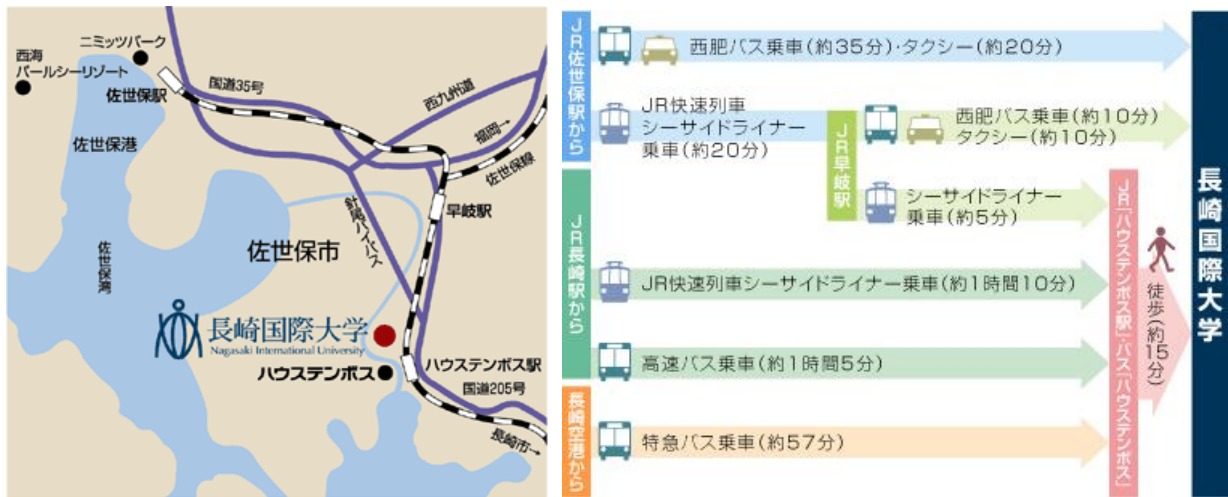 ニミッツパーク
西海
パールシーリゾート
佐世保駅
国道35号
西九州道
福岡→
佐世保線
佐世保港
早岐駅
針尾バイパス
佐世保市
佐世保湾
長崎国際大学
Nagasaki International University
ハウステンボス駅
ハウステンボス
国道205号
長崎市→
JR佐世保駅から
西肥バス乗車(約35分)・タクシー(約20分)
JR快速列車
シーサイドライナー
乗車(約20分)
JR早岐駅
西肥バス乗車(約10分)
タクシー(約10分)
シーサイドライナー
乗車(約5分)
JR長崎駅から
JR快速列車シーサイドライナー乗車(約1時間10分)
高速バス乗車(約1時間5分)
長崎空港から
特急バス乗車(約57分)
JR「ハウステンボス駅」・バス「ハウステンボス」
徒歩(約15分)
長崎国際大学